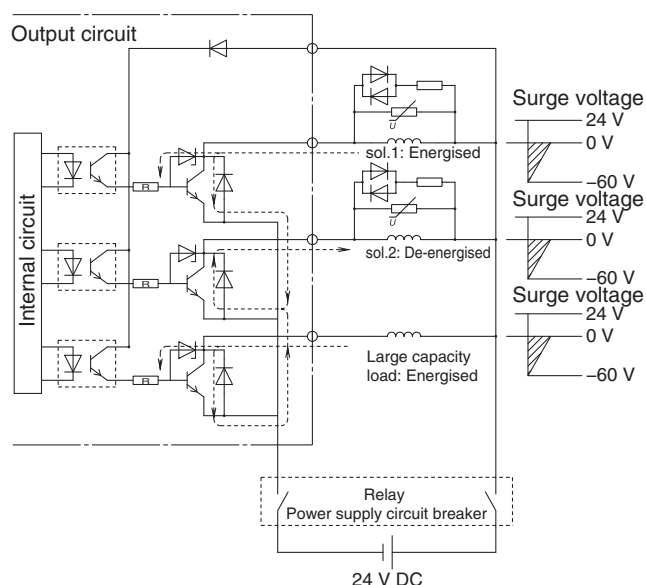 Output circuit
Internal circuit
R
R
R
U
U
sol.1: Energised
sol.2: De-energised
Large capacity
load: Energised
Surge voltage
24 V
0 V
–60 V
Surge voltage
24 V
0 V
–60 V
Surge voltage
24 V
0 V
–60 V
Relay
Power supply circuit breaker
24 V DC